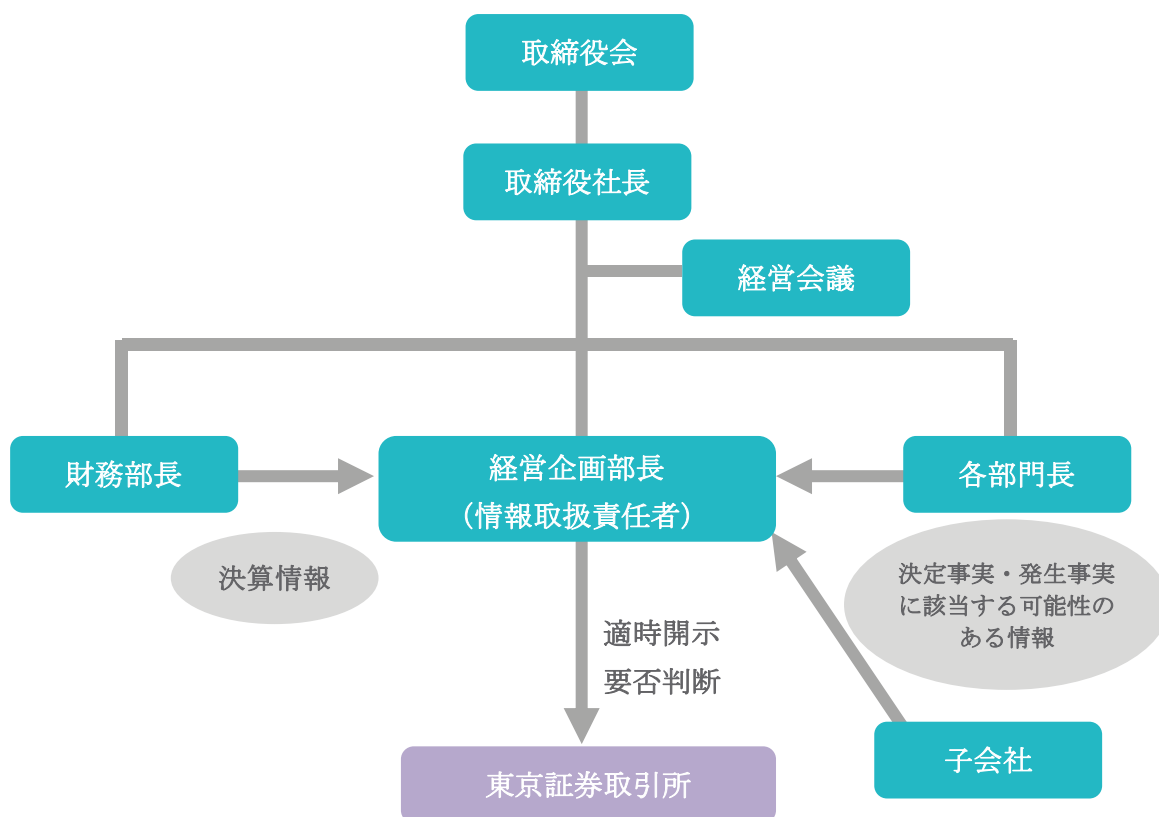 取締役会
取締役社長
経営会議
財務部長
経営企画部長
（情報取扱責任者）
各部門長
決算情報
決定事実・発生事実
に該当する可能性の
ある情報
適時開示
要否判断
子会社
東京証券取引所